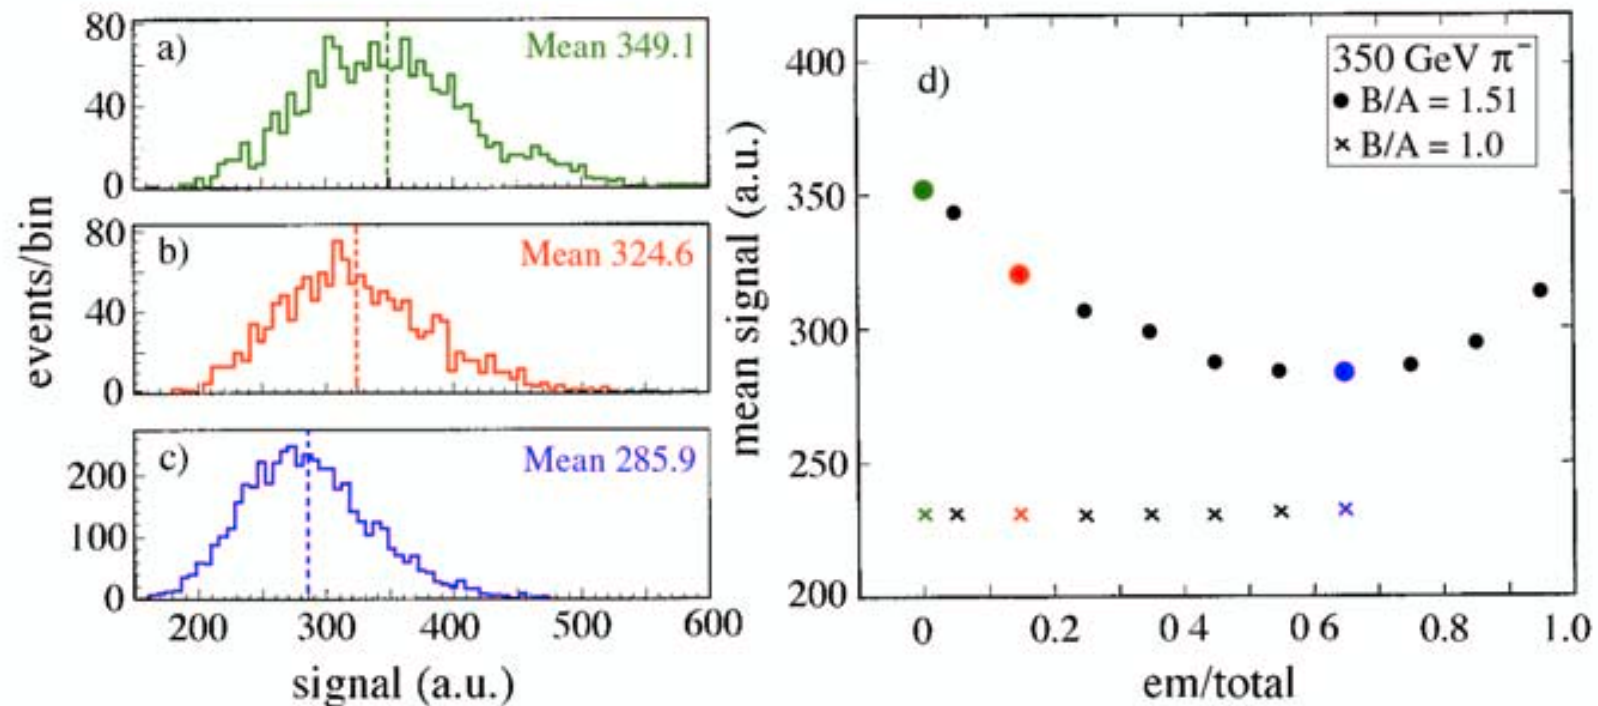 a)
Mean 349.1
80
40
0
b)
Mean 324.6
80
40
0
c)
Mean 285.9
200
100
0
200 300 400 500 600
signal (a.u.)
events/bin
d)
350 GeV π⁻
● B/A = 1.51
× B/A = 1.0
400
350
300
250
200
0 0.2 0 4 0 6 0.8 1.0
em/total
mean signal (a.u.)